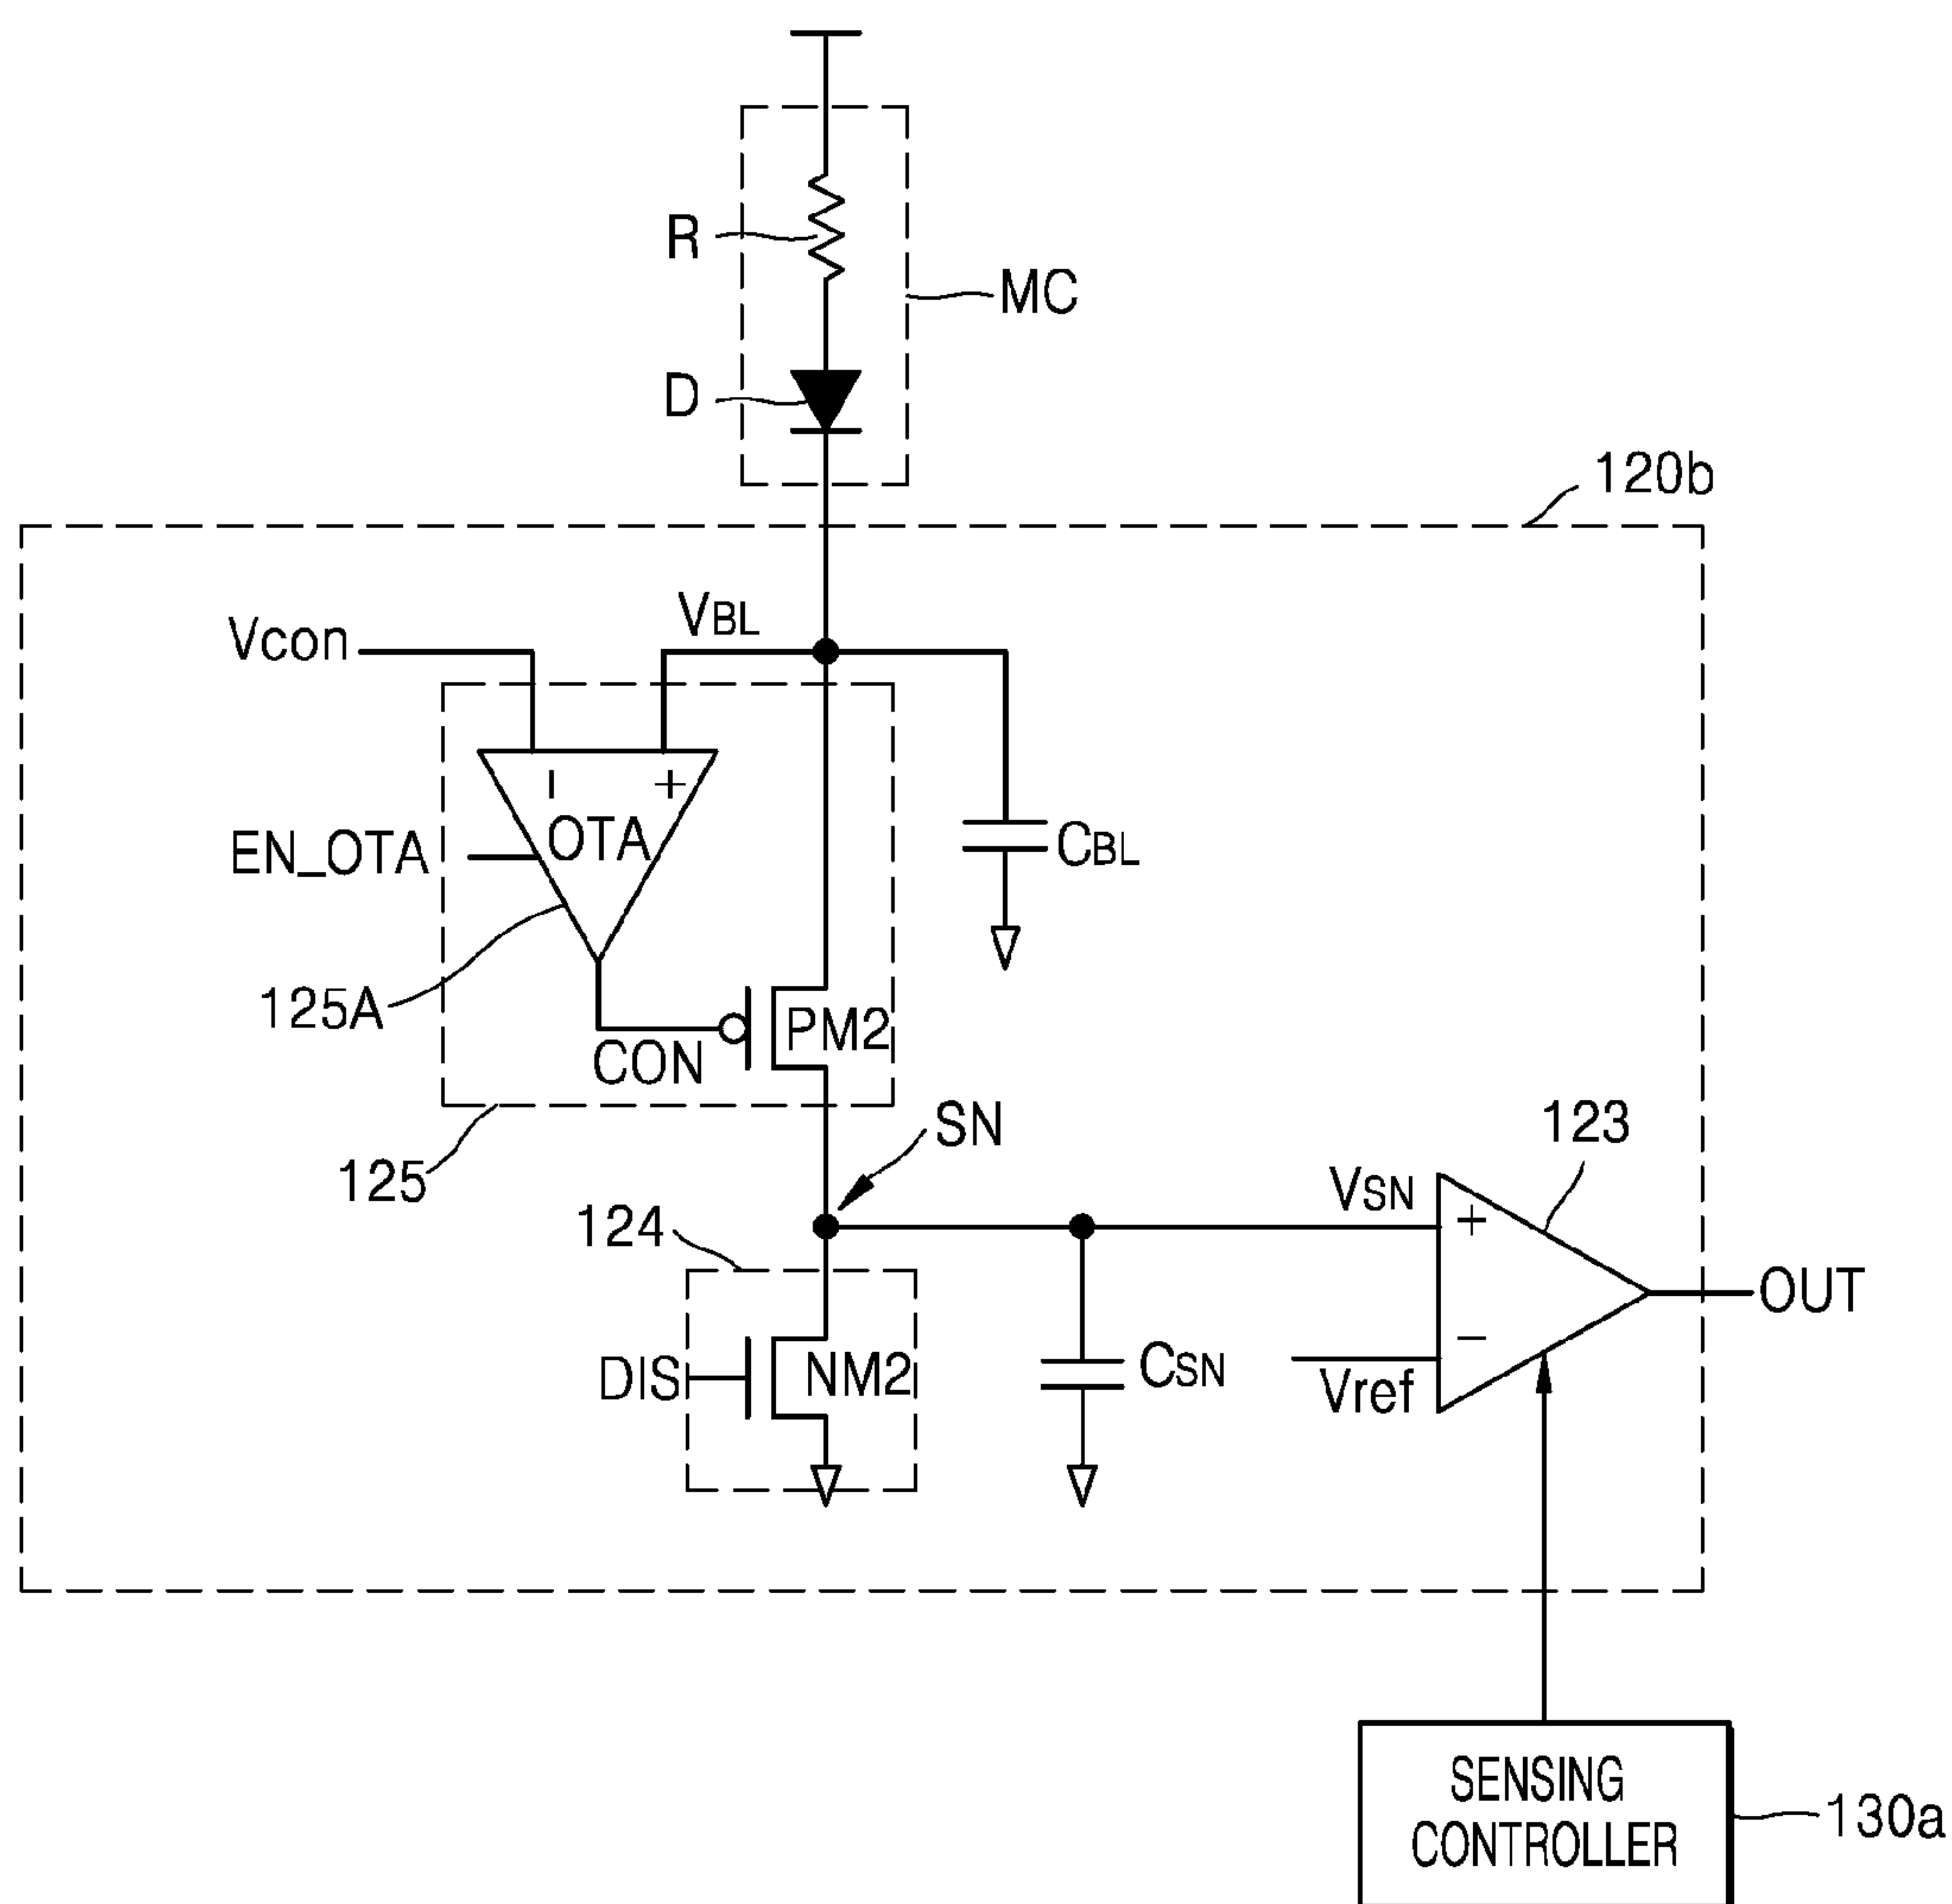 R
MC
D
120b
Vcon
VBL
- +
OTA
EN_OTA
CBL
125A
PM2
CON
SN
123
125
VSN
124
+
OUT
DIS
NM2
CSN
-
Vref
SENSING
CONTROLLER
130a